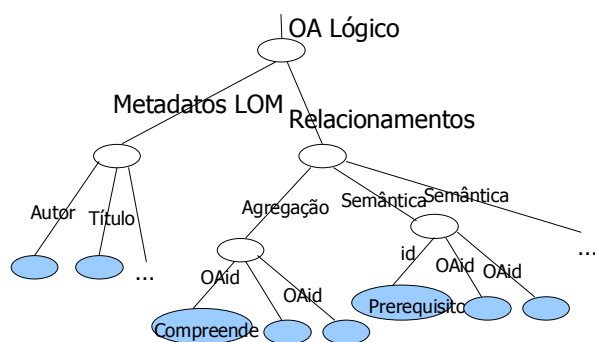 OA Lógico
Metadatos LOM
Relacionamentos
Autor
Título
Agregação
Semântica
Semântica
...
...
OAid
OAid
id
OAid
OAid
Compreende
Prerequisito